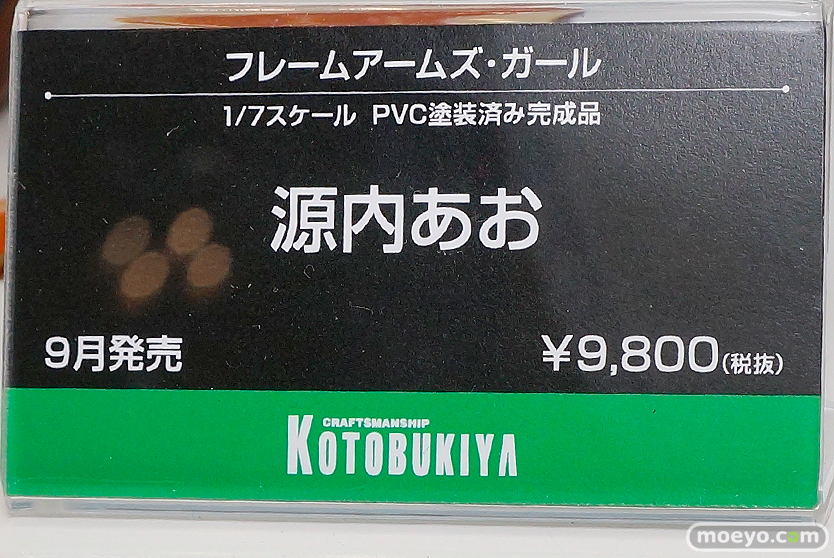 フレームアームズ・ガール
1/7スケール PVC塗装済み完成品
源内あお
9月発売
¥9,800(税抜)
CRAFTSMANSHIP
KOTOBUKIYA
moeyo.com